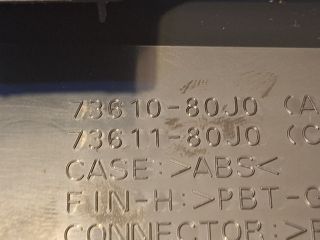 73610-80J0 (A
73611-80J0 (C
CASE:>ABS<
FIN-H:>PBT-G
CONNECTOR:>P